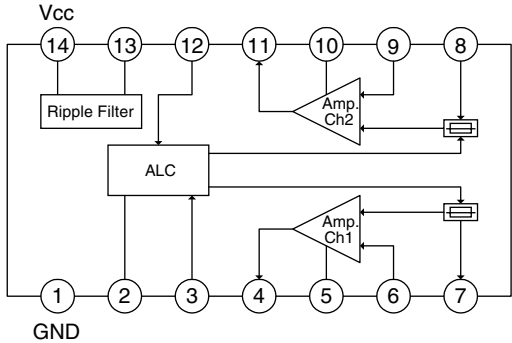 Vcc
14 13 12 11 10 9 8
Ripple Filter
Amp.
Ch2
ALC
Amp.
Ch1
1 2 3 4 5 6 7
GND